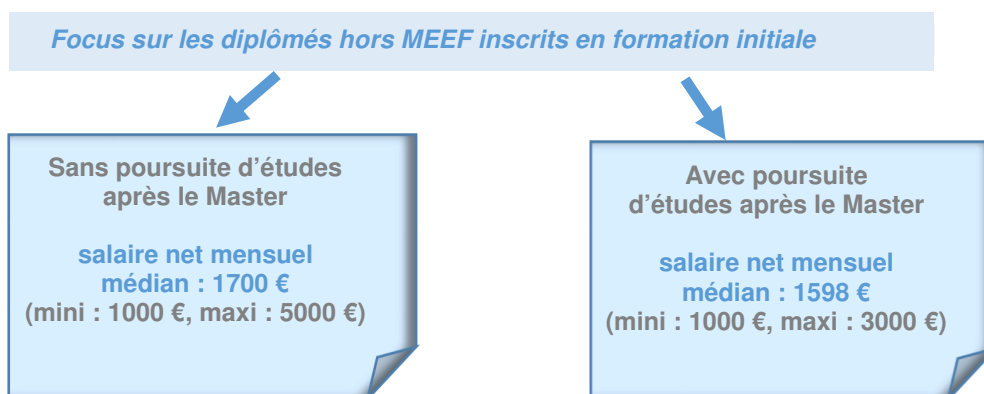 Focus sur les diplômés hors MEEF inscrits en formation initiale
Sans poursuite d'études
après le Master
salaire net mensuel
médian : 1700 €
(mini : 1000 €, maxi : 5000 €)
Avec poursuite
d'études après le Master
salaire net mensuel
médian : 1598 €
(mini : 1000 €, maxi : 3000 €)